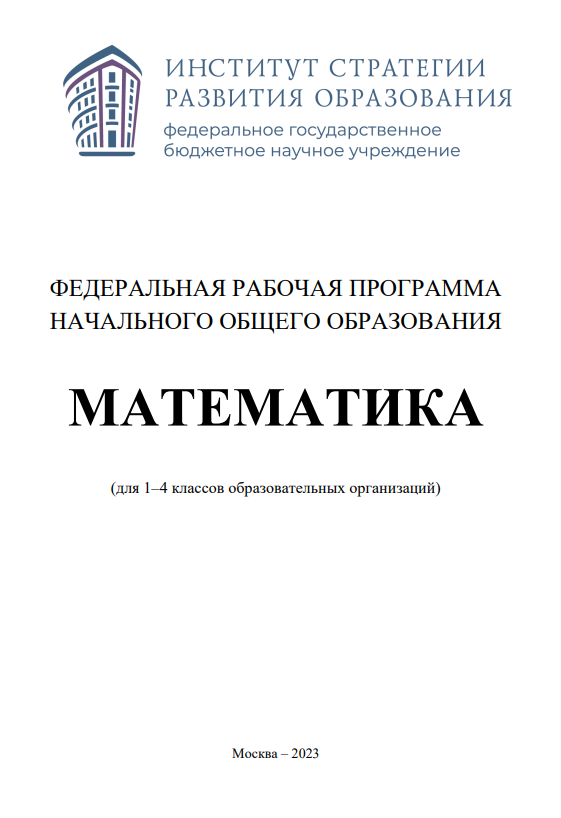 ИНСТИТУТ СТРАТЕГИИ
РАЗВИТИЯ ОБРАЗОВАНИЯ
федеральное государственное
бюджетное научное учреждение
ФЕДЕРАЛЬНАЯ РАБОЧАЯ ПРОГРАММА
НАЧАЛЬНОГО ОБЩЕГО ОБРАЗОВАНИЯ
МАТЕМАТИКА
(для 1–4 классов образовательных организаций)
Москва – 2023